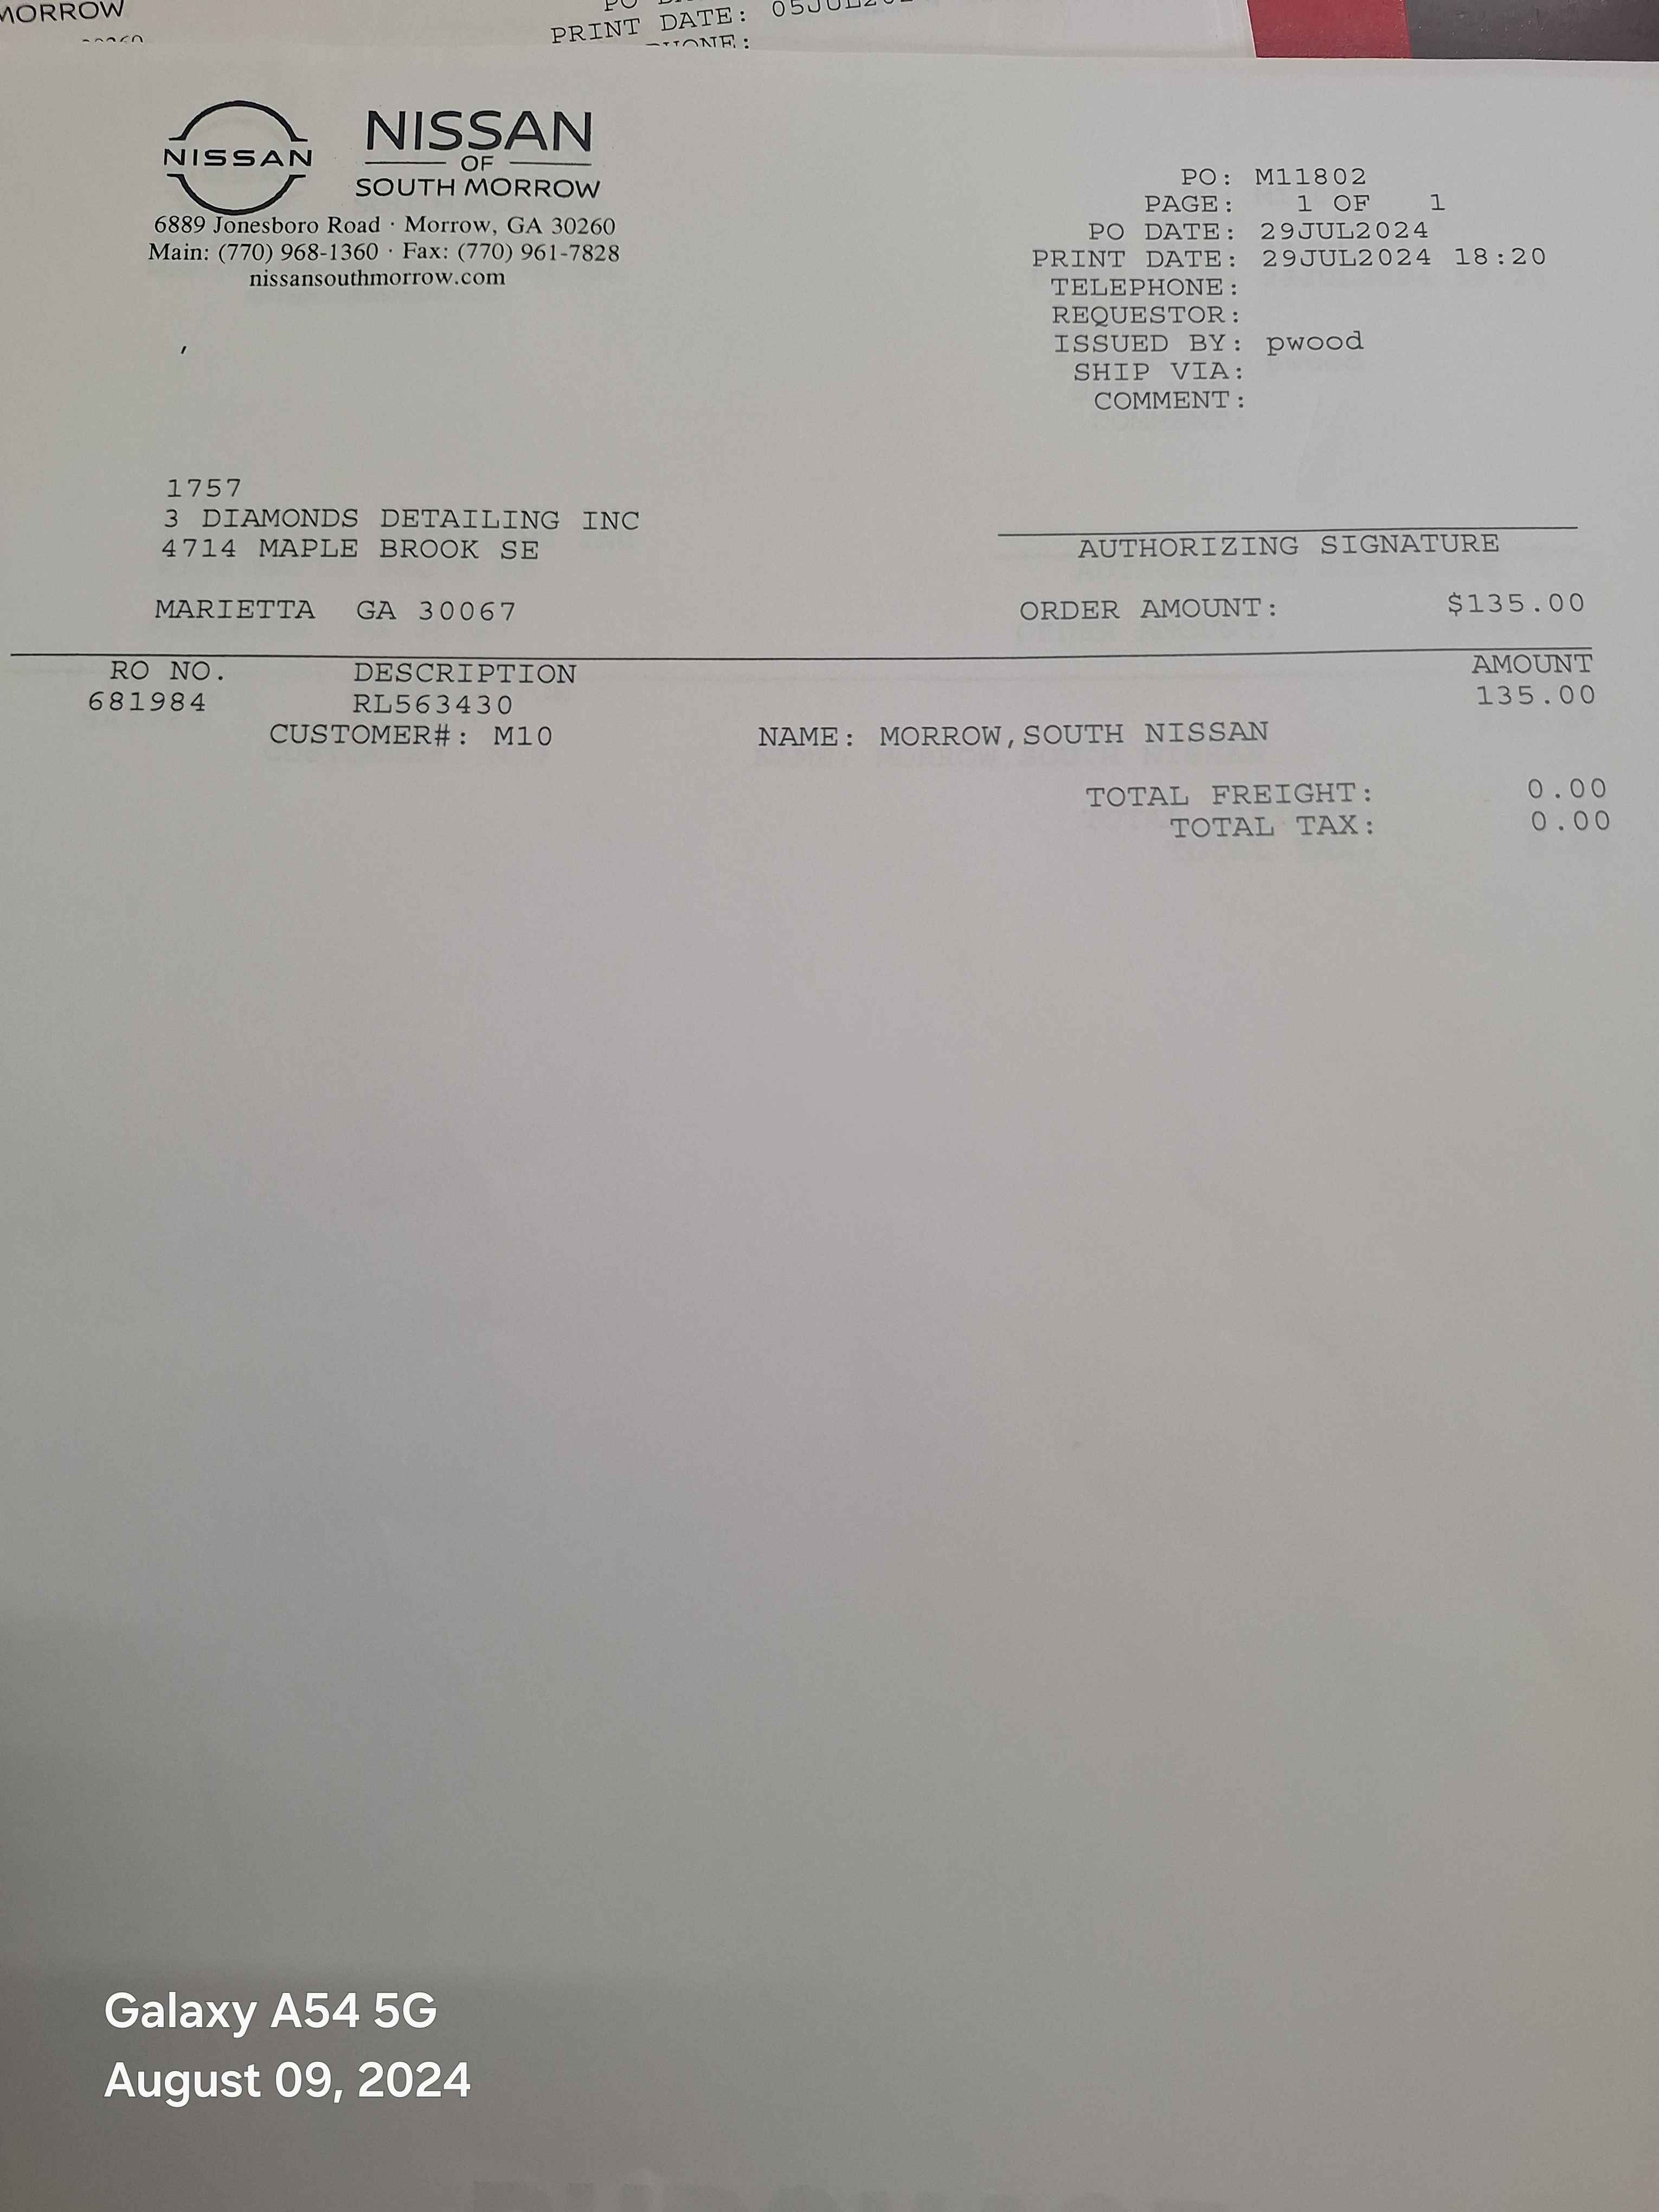 MORROW
PRINT DATE:
NISSAN
NISSAN
OF
SOUTH MORROW
6889 Jonesboro Road · Morrow, GA 30260
Main: (770) 968-1360 · Fax: (770) 961-7828
nissansouthmorrow.com
,
PO: M11802
PAGE: 1 OF 1
PO DATE: 29JUL2024
PRINT DATE: 29JUL2024 18:20
TELEPHONE:
REQUESTOR:
ISSUED BY: pwood
SHIP VIA:
COMMENT:
1757
3 DIAMONDS DETAILING INC
4714 MAPLE BROOK SE
MARIETTA GA 30067
AUTHORIZING SIGNATURE
ORDER AMOUNT: $135.00
RO NO. DESCRIPTION AMOUNT
681984 RL563430 135.00
CUSTOMER#: M10 NAME: MORROW,SOUTH NISSAN
TOTAL FREIGHT: 0.00
TOTAL TAX: 0.00
Galaxy A54 5G
August 09, 2024